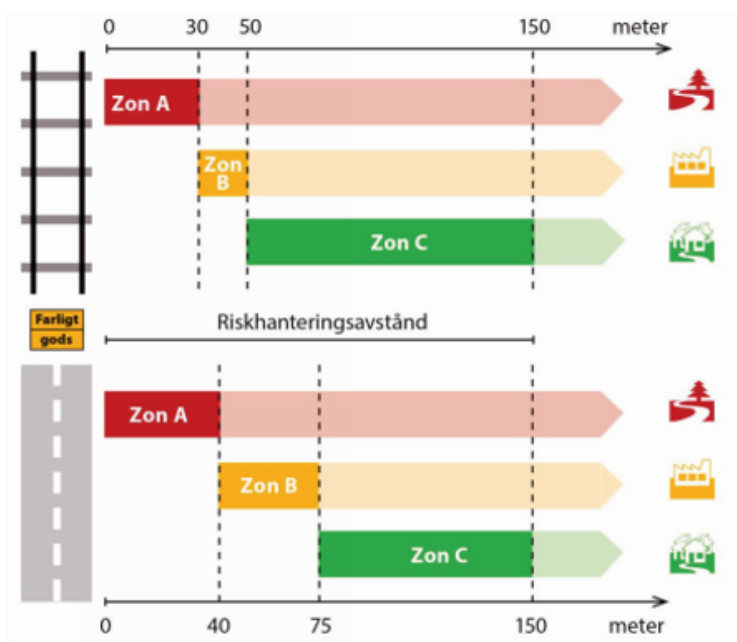 0 30 50 150 meter
Zon A
Zon
B
Zon C
Farligt
gods
Riskhanteringsavstånd
Zon A
Zon B
Zon C
0 40 75 150 meter